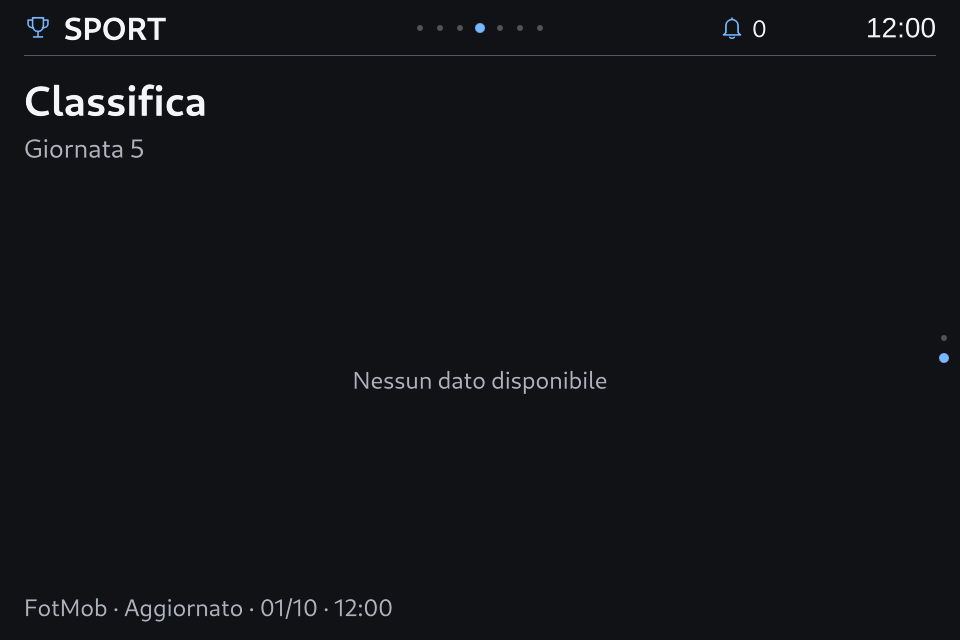 SPORT
0
12:00
Classifica
Giornata 5
Nessun dato disponibile
FotMob · Aggiornato · 01/10 · 12:00